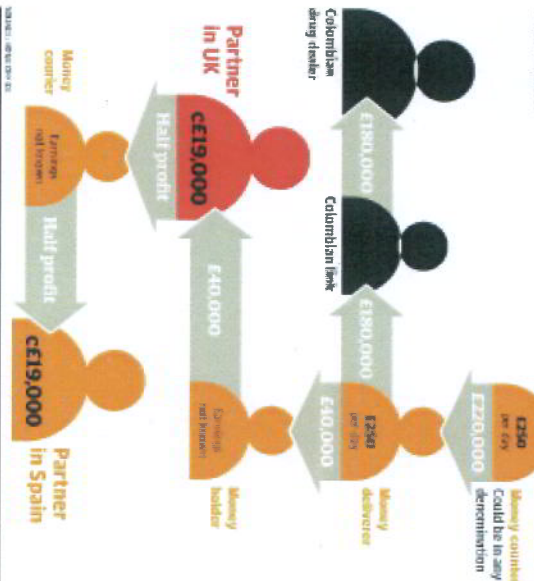 Money counter
Could be in any
denomination
£250
per day
£220,000
Colombian
drug dealer
£180,000
Colombian link
£180,000
£250
per day
Money
deliverer
£40,000
Partner
in UK
c£19,000
£40,000
Earnings
not known
Money
holder
Half profit
Money
courier
Earnings
not known
Half profit
c£19,000
Partner
in Spain